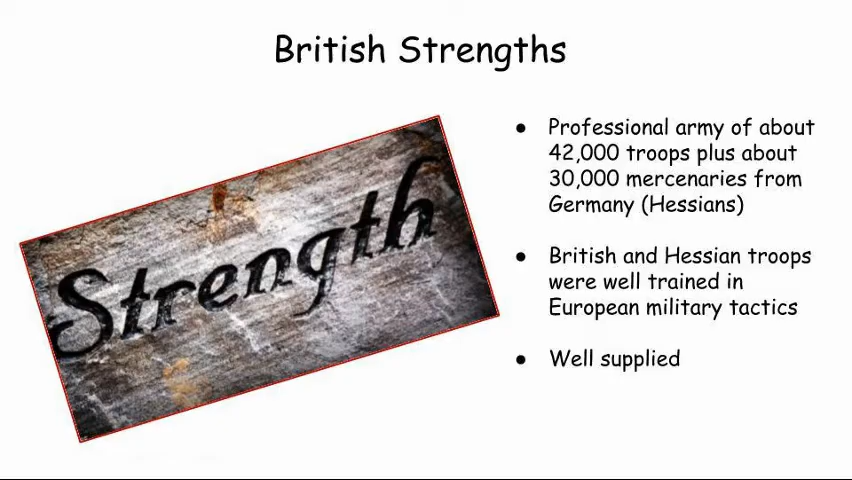 British Strengths
Strength
● Professional army of about
42,000 troops plus about
30,000 mercenaries from
Germany (Hessians)
● British and Hessian troops
were well trained in
European military tactics
● Well supplied